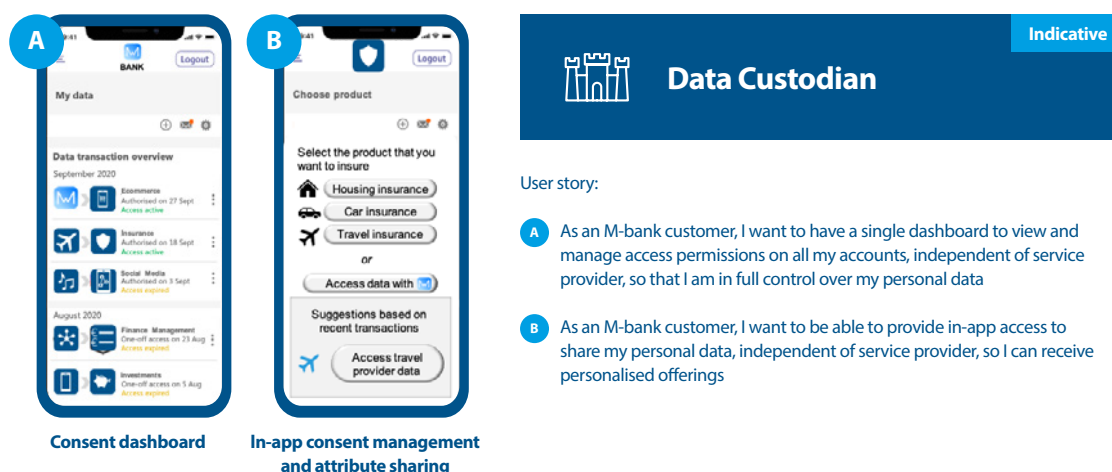 A
9:41
BANK
Logout
My data
Data transaction overview
September 2020
Ecommerce
Authorised on 27 Sept
Access active
Insurance
Authorised on 18 Sept
Access active
Social Media
Authorised on 3 Sept
Access expired
August 2020
Finance Management
One-off access on 23 Aug
Access expired
Investments
One-off access on 5 Aug
Access expired
Consent dashboard
B
9:41
Logout
Choose product
Select the product that you
want to insure
Housing insurance
Car insurance
Travel insurance
or
Access data with
Suggestions based on
recent transactions
Access travel
provider data
In-app consent management
and attribute sharing
Indicative
Data Custodian
User story:
A As an M-bank customer, I want to have a single dashboard to view and
manage access permissions on all my accounts, independent of service
provider, so that I am in full control over my personal data
B As an M-bank customer, I want to be able to provide in-app access to
share my personal data, independent of service provider, so I can receive
personalised offerings